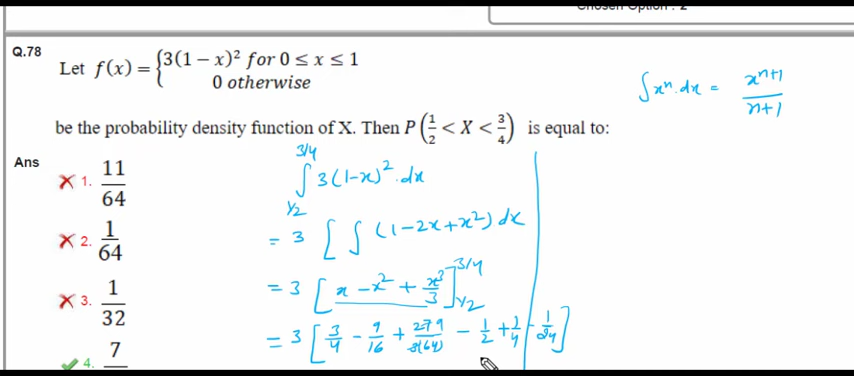 Chosen Option : 2
Q.78
Let f(x) = {3(1 − x)² for 0 ≤ x ≤ 1
0 otherwise
∫xⁿ.dx = xⁿ⁺¹/n+1
be the probability density function of X. Then P(1/2 < X < 3/4) is equal to:
Ans
1. 11/64
2. 1/64
3. 1/32
4. 7
3/4 ∫ 1/2 3(1-x)².dx
= 3 [ ∫ (1-2x+x²) dx
= 3 [ x - x² + x³/3 ] 3/4 1/2
= 3 [ 3/4 - 9/16 + - 1/2 + 1/4 - 1/24 ]